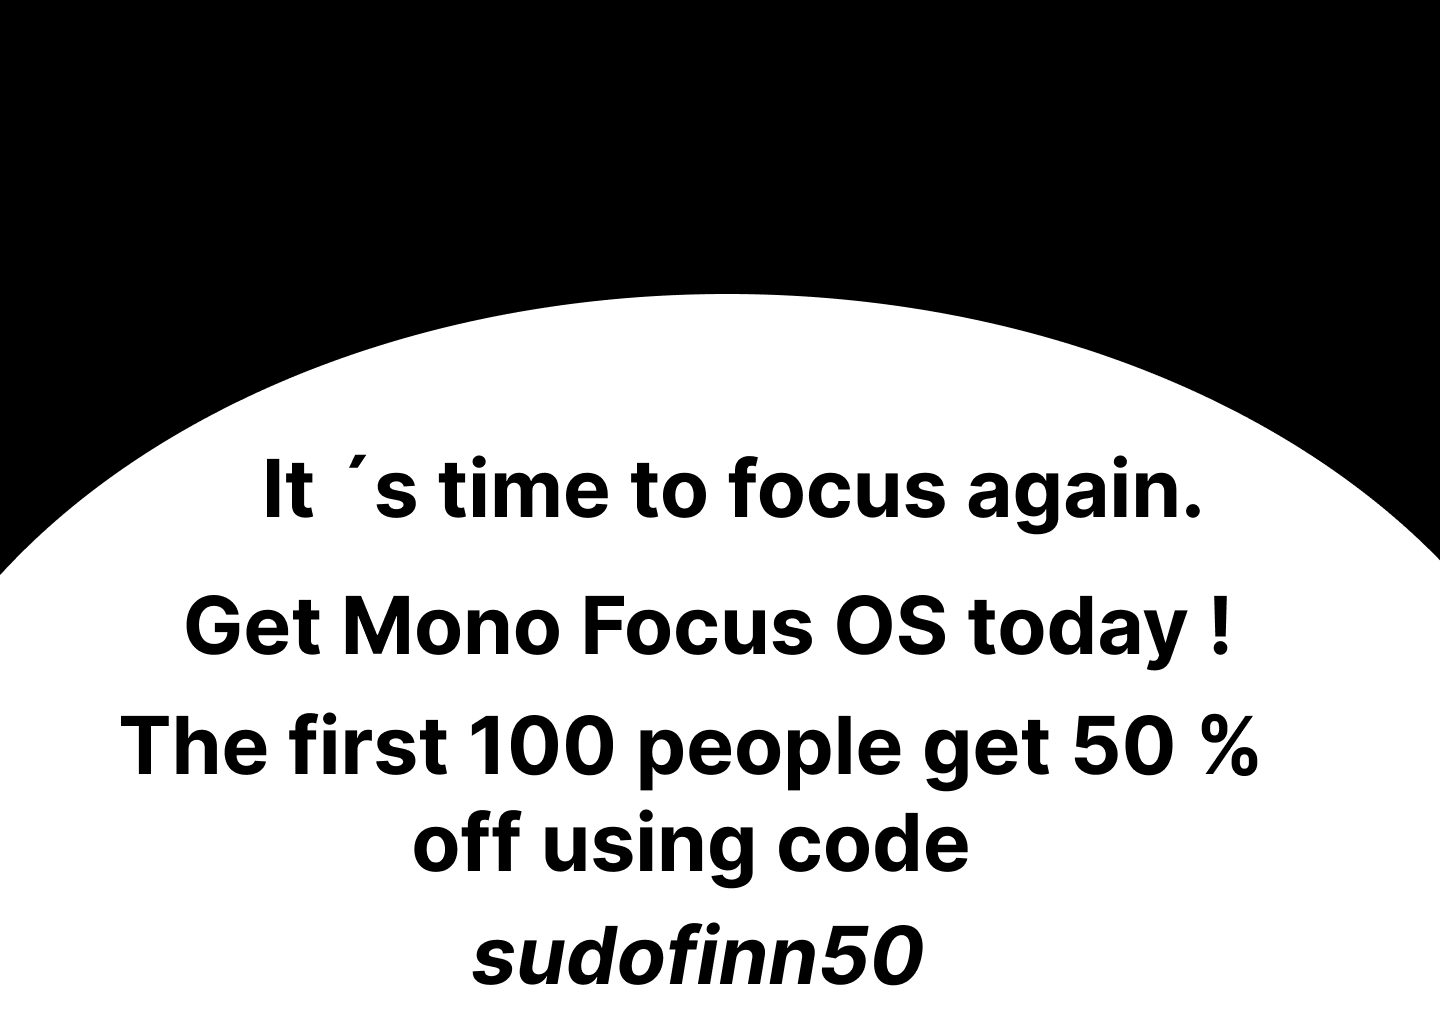 It ´s time to focus again.
Get Mono Focus OS today !
The first 100 people get 50 %
off using code
sudofinn50